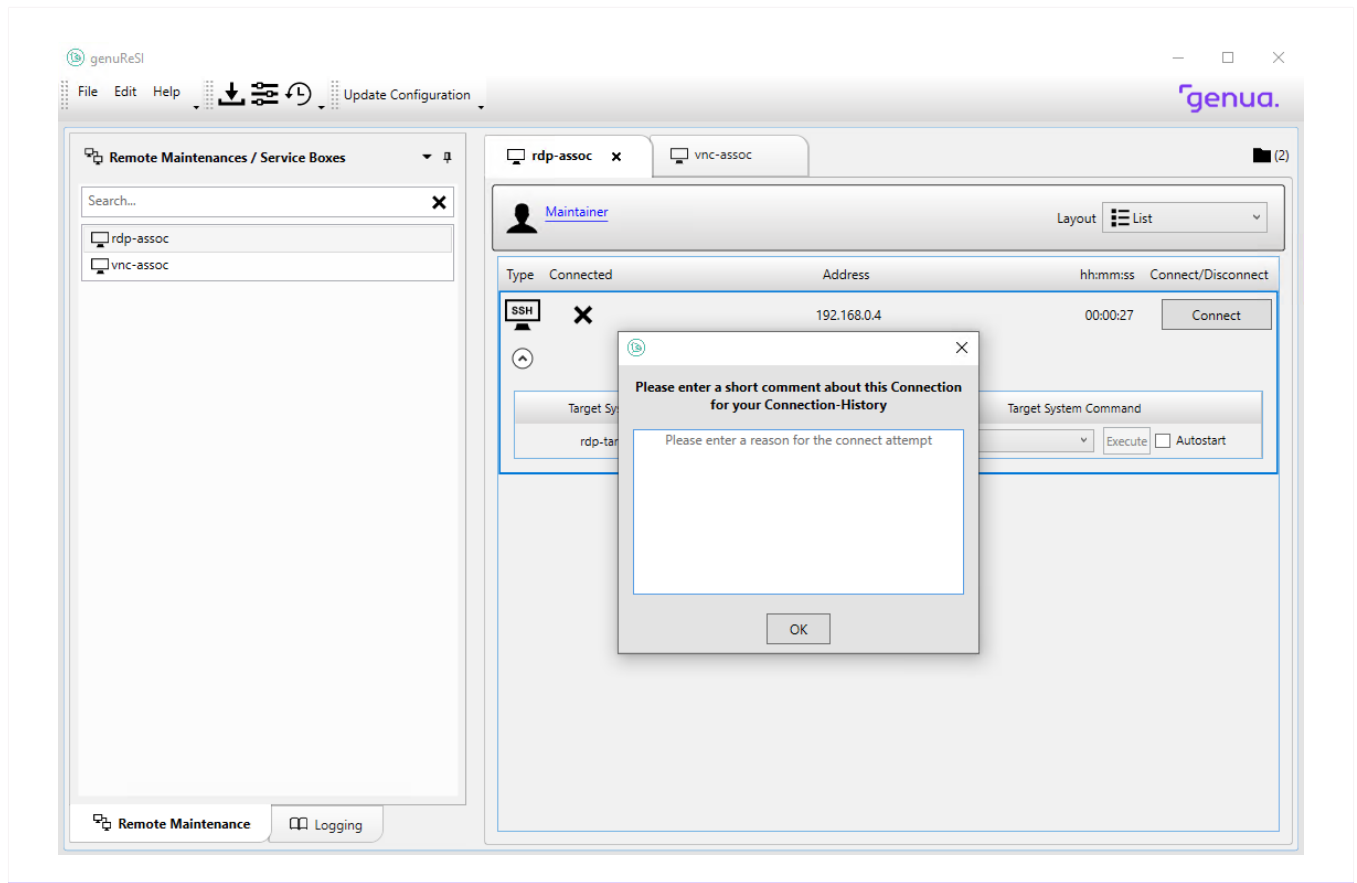 genuReSI
File Edit Help
Update Configuration
genua.
Remote Maintenances / Service Boxes
Search...
rdp-assoc
vnc-assoc
Remote Maintenance
Logging
rdp-assoc
vnc-assoc
(2)
Maintainer
Layout
List
Type Connected Address hh:mm:ss Connect/Disconnect
SSH
192.168.0.4
00:00:27
Connect
Target Sy
Target System Command
rdp-tar
Execute
Autostart
Please enter a short comment about this Connection
for your Connection-History
Please enter a reason for the connect attempt
OK